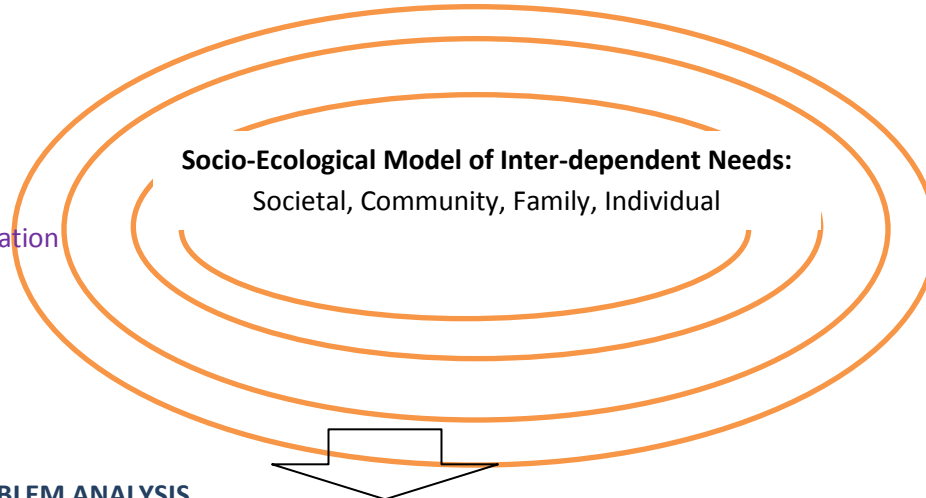 Socio-Ecological Model of Inter-dependent Needs:
Societal, Community, Family, Individual
ation
BLEM ANALYSIS